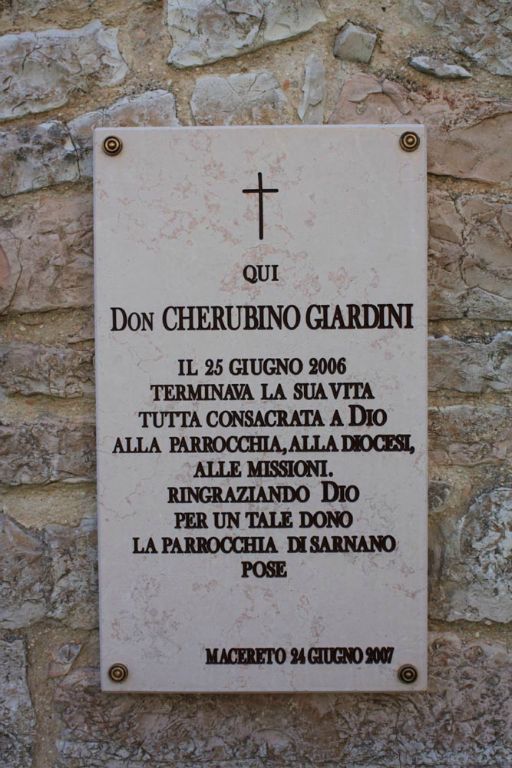 QUI
DON CHERUBINO GIARDINI
IL 25 GIUGNO 2006
TERMINAVA LA SUA VITA
TUTTA CONSACRATA A DIO
ALLA PARROCCHIA, ALLA DIOCESI,
ALLE MISSIONI.
RINGRAZIANDO DIO
PER UN TALE DONO
LA PARROCCHIA DI SARNANO
POSE
MACERETO 24 GIUGNO 2007